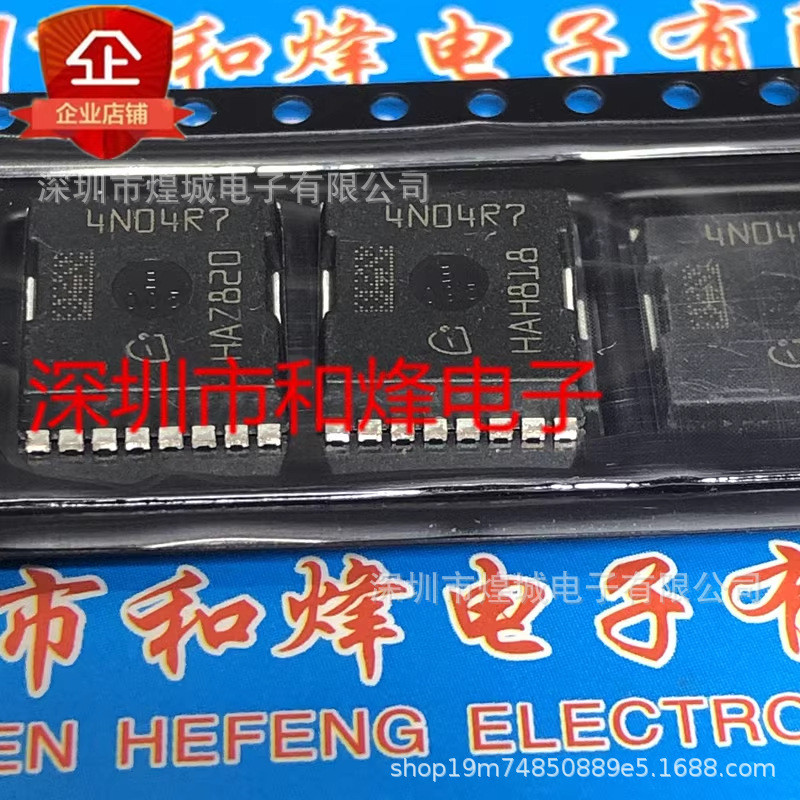 圳市和烽电子有
企
企业店铺
深圳市煌城电子有限公司
4N04R7
HAZ820
4N04R7
HAH818
4N04
深圳市和烽电子
市和烽电子有
深圳市煌城电子有限公司
EN HEFENG ELECTRO
shop19m74850889e5.1688.com